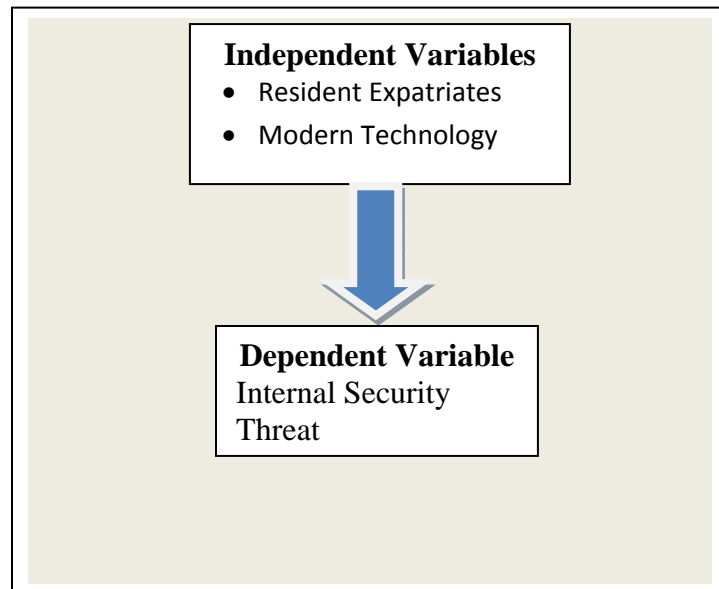 Independent Variables
• Resident Expatriates
• Modern Technology
Dependent Variable
Internal Security
Threat